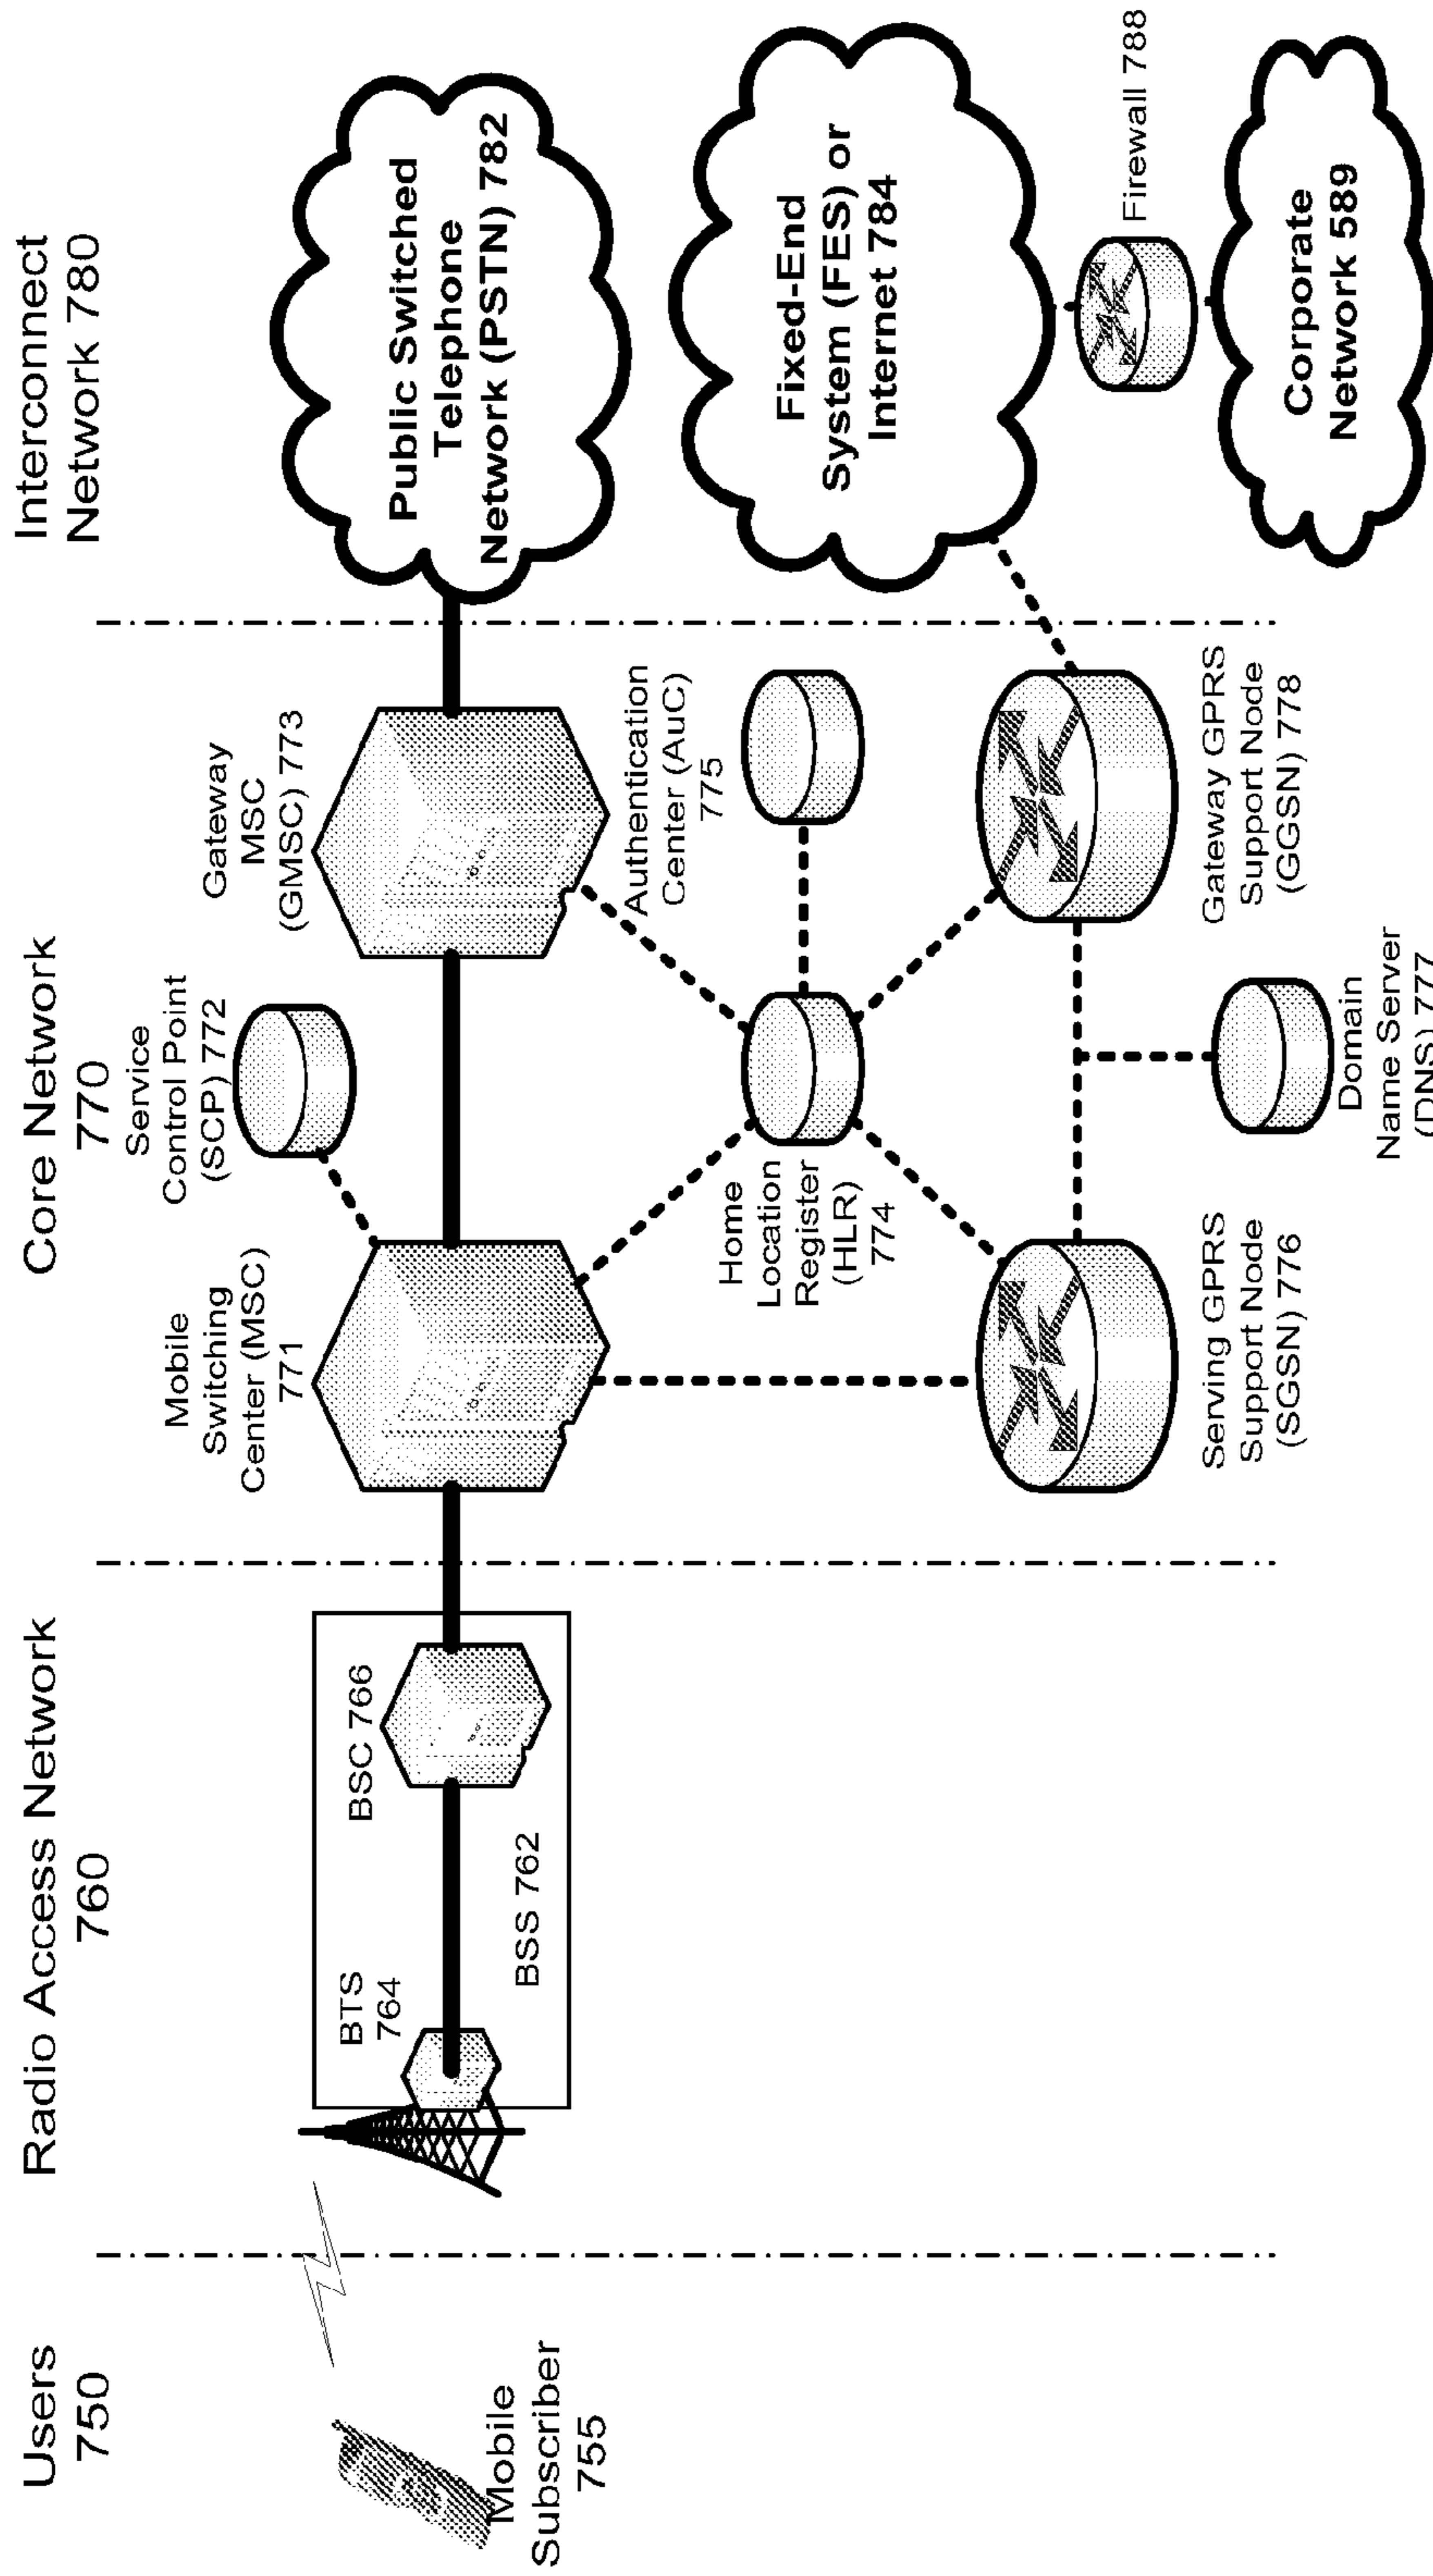 Users
750
Radio Access Network
760
Core Network
770
Interconnect
Network 780
Mobile
Subscriber
755
BTS
764
BSC 766
BSS 762
Mobile
Switching
Center (MSC)
771
Service
Control Point
(SCP) 772
Gateway
MSC
(GMSC) 773
Public Switched
Telephone
Network (PSTN) 782
Home
Location
Register
(HLR)
774
Authentication
Center (AuC)
775
Fixed-End
System (FES) or
Internet 784
Serving GPRS
Support Node
(SGSN) 776
Domain
Name Server
(DNS) 777
Gateway GPRS
Support Node
(GGSN) 778
Firewall 788
Corporate
Network 589